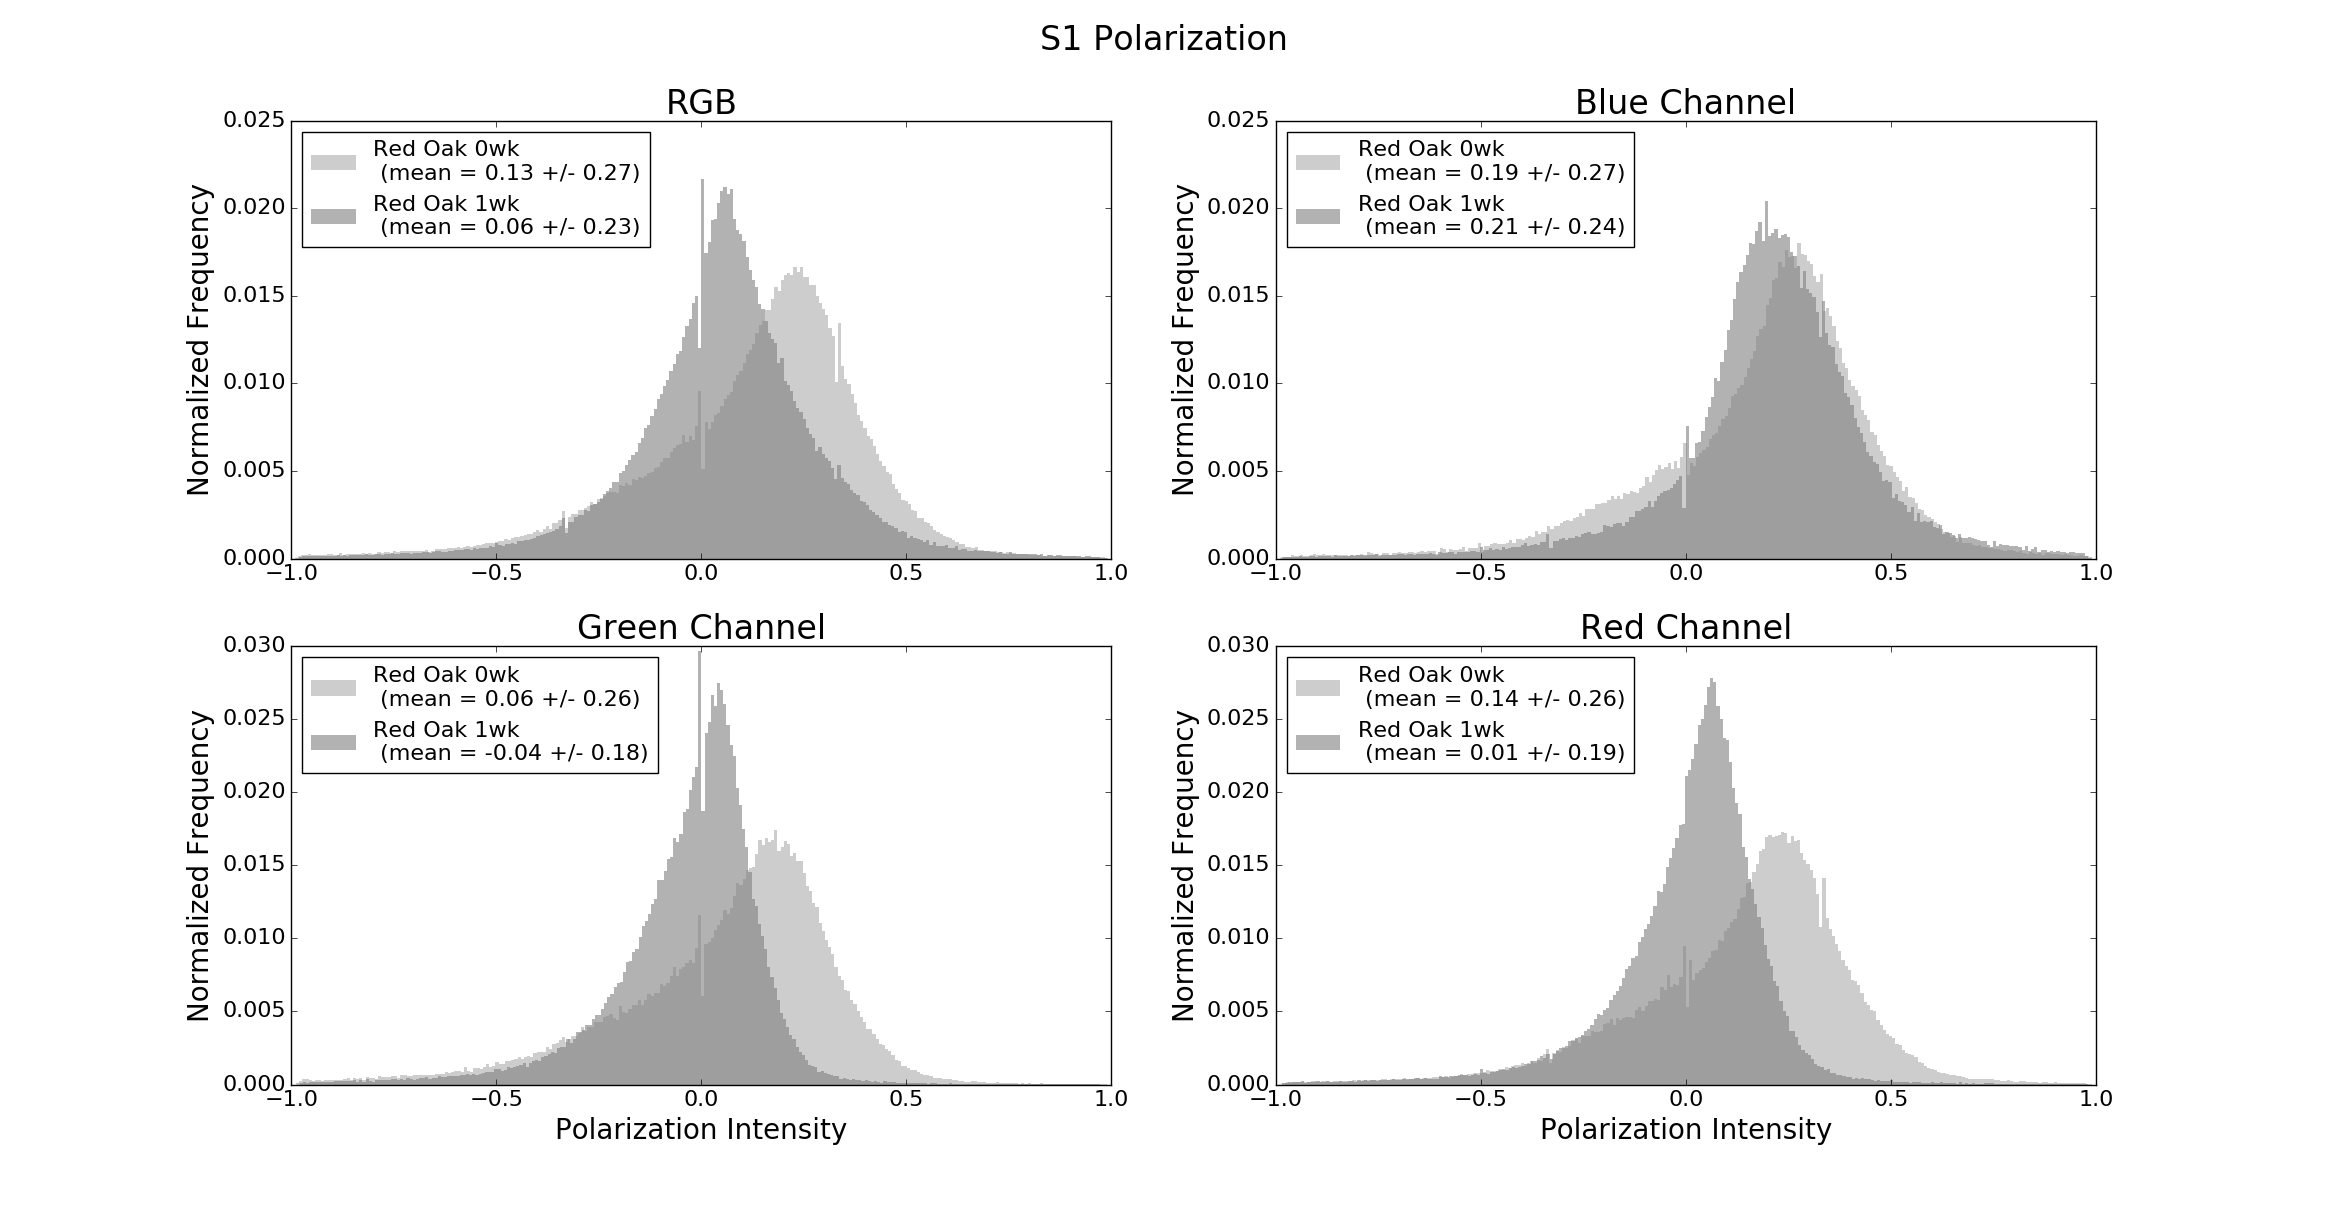 S1 Polarization
RGB
0.025
0.020
0.015
0.010
0.005
0.000
Normalized Frequency
Red Oak 0wk
(mean = 0.13 +/- 0.27)
Red Oak 1wk
(mean = 0.06 +/- 0.23)
−1.0 −0.5 0.0 0.5 1.0
Blue Channel
0.025
0.020
0.015
0.010
0.005
0.000
Normalized Frequency
Red Oak 0wk
(mean = 0.19 +/- 0.27)
Red Oak 1wk
(mean = 0.21 +/- 0.24)
−1.0 −0.5 0.0 0.5 1.0
Green Channel
0.030
0.025
0.020
0.015
0.010
0.005
0.000
Normalized Frequency
Red Oak 0wk
(mean = 0.06 +/- 0.26)
Red Oak 1wk
(mean = -0.04 +/- 0.18)
−1.0 −0.5 0.0 0.5 1.0
Polarization Intensity
Red Channel
0.030
0.025
0.020
0.015
0.010
0.005
0.000
Normalized Frequency
Red Oak 0wk
(mean = 0.14 +/- 0.26)
Red Oak 1wk
(mean = 0.01 +/- 0.19)
−1.0 −0.5 0.0 0.5 1.0
Polarization Intensity